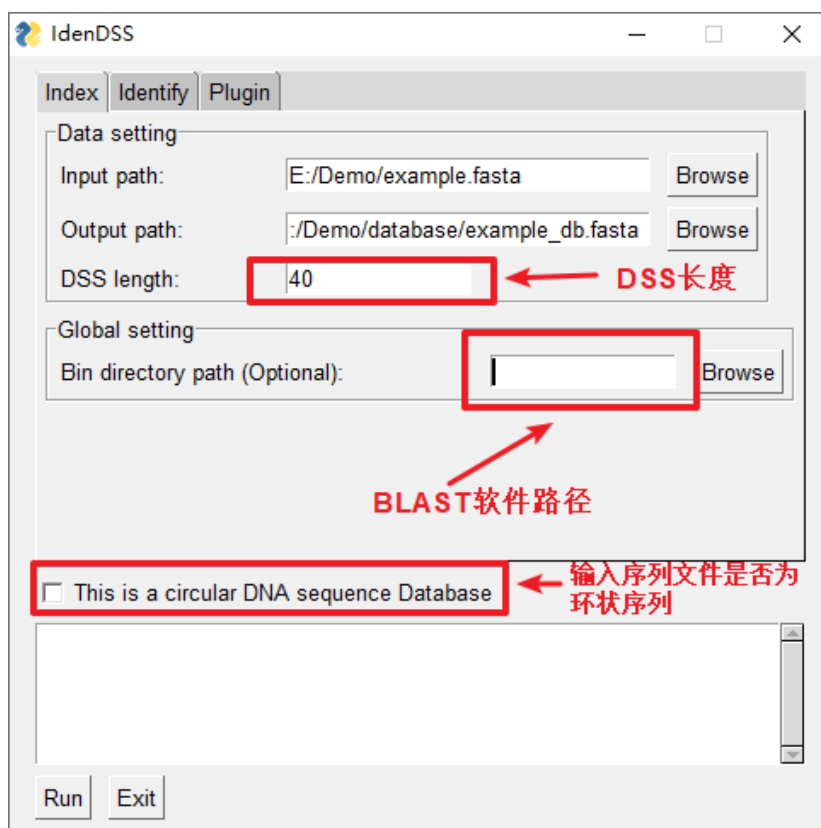 IdenDSS
Index Identify Plugin
Data setting
Input path: E:/Demo/example.fasta Browse
Output path: :/Demo/database/example_db.fasta Browse
DSS length: 40 DSS长度
Global setting
Bin directory path (Optional): Browse
BLAST软件路径
This is a circular DNA sequence Database 输入序列文件是否为
环状序列
Run Exit